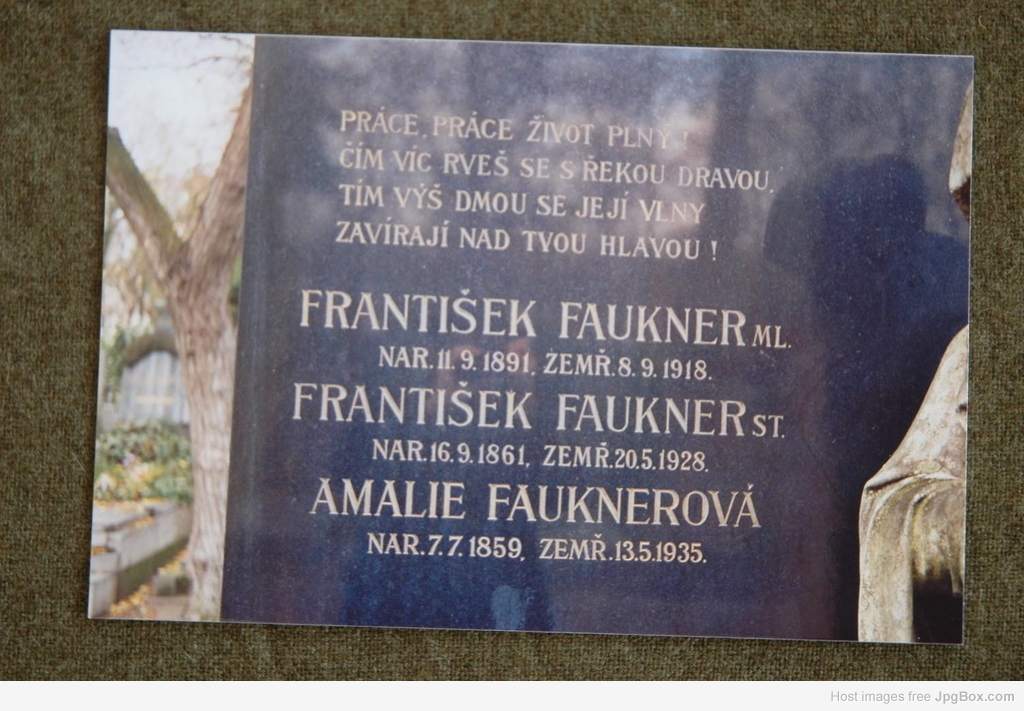 PRÁCE, PRÁCE ŽIVOT PLNÝ !
ČÍM VÍC RVEŠ SE S ŘEKOU DRAVOU,
TÍM VÝŠ DMOU SE JEJÍ VLNY
ZAVÍRAJÍ NAD TVOU HLAVOU !
FRANTIŠEK FAUKNER ML.
NAR. 11. 9. 1891, ZEMŘ. 8. 9. 1918.
FRANTIŠEK FAUKNER ST.
NAR. 16. 9. 1861, ZEMŘ. 20. 5. 1928.
AMALIE FAUKNEROVÁ
NAR. 7. 7. 1859, ZEMŘ. 13. 5. 1935.
Host images free JpgBox.com